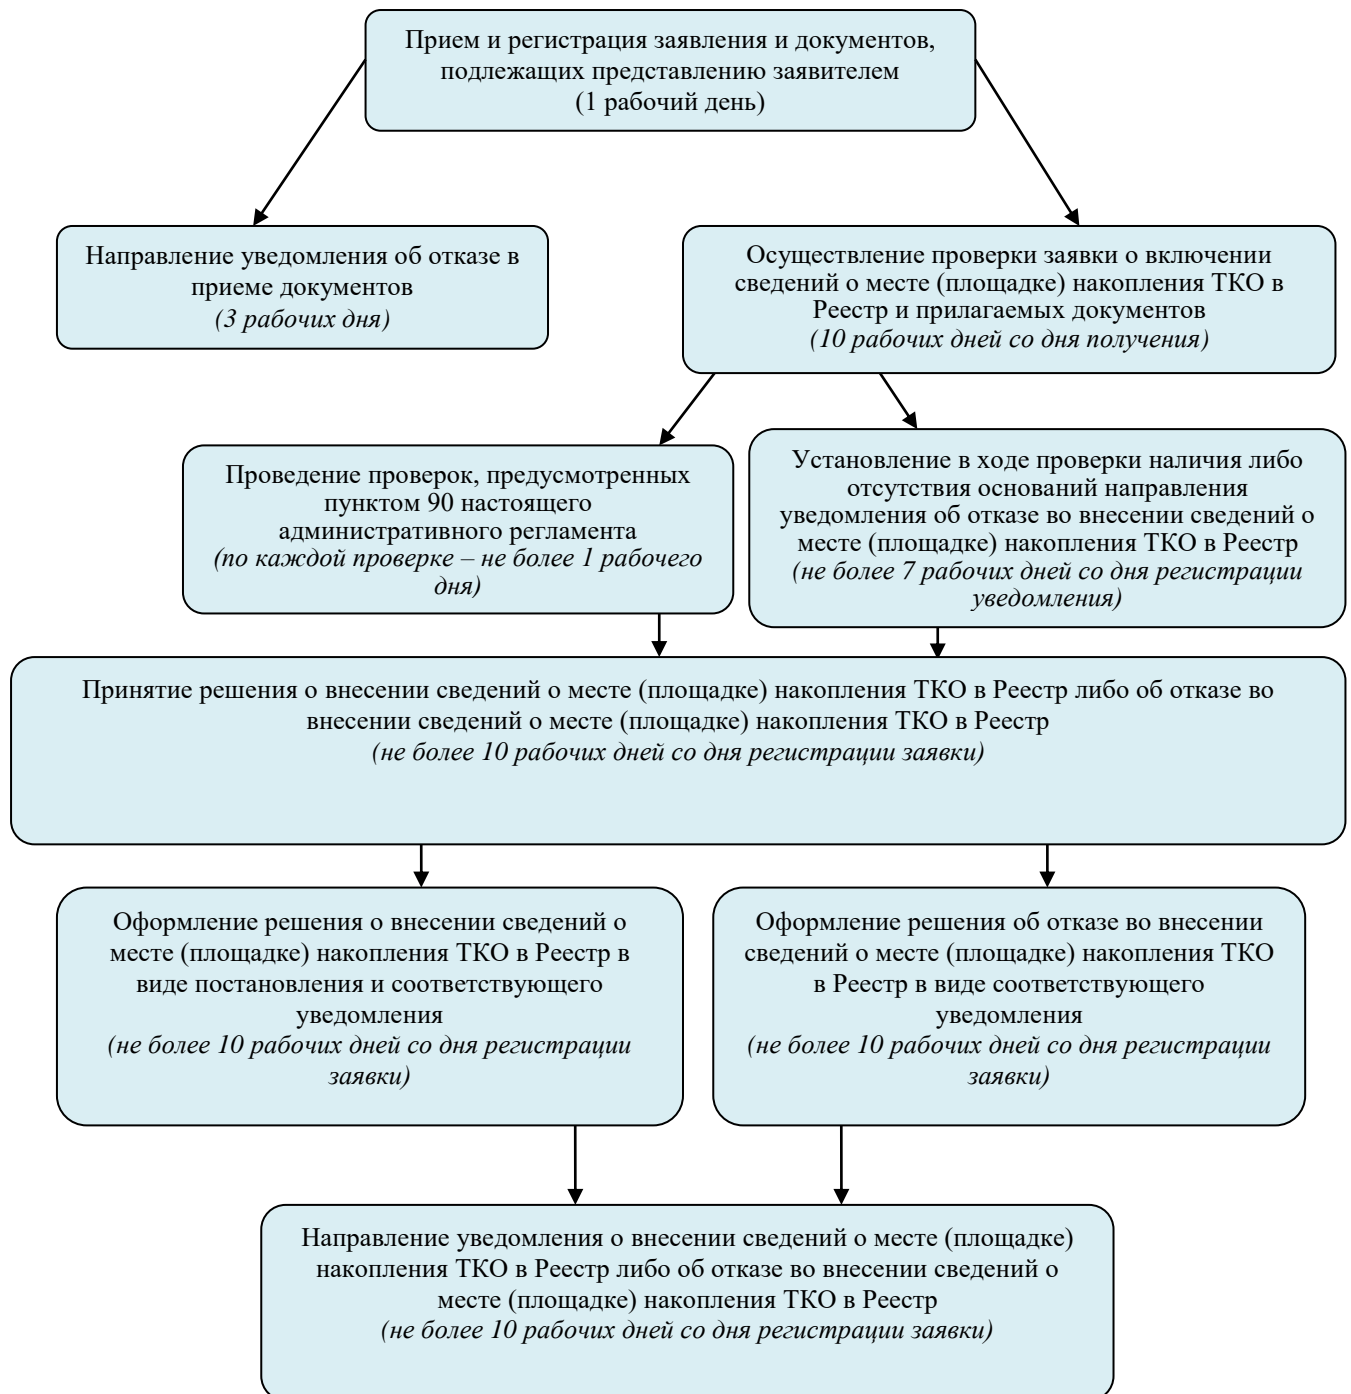 Прием и регистрация заявления и документов,
подлежащих представлению заявителем
(1 рабочий день)
Направление уведомления об отказе в
приеме документов
(3 рабочих дня)
Осуществление проверки заявки о включении
сведений о месте (площадке) накопления ТКО в
Реестр и прилагаемых документов
(10 рабочих дней со дня получения)
Проведение проверок, предусмотренных
пунктом 90 настоящего
административного регламента
(по каждой проверке – не более 1 рабочего
дня)
Установление в ходе проверки наличия либо
отсутствия оснований направления
уведомления об отказе во внесении сведений о
месте (площадке) накопления ТКО в Реестр
(не более 7 рабочих дней со дня регистрации
уведомления)
Принятие решения о внесении сведений о месте (площадке) накопления ТКО в Реестр либо об отказе во
внесении сведений о месте (площадке) накопления ТКО в Реестр
(не более 10 рабочих дней со дня регистрации заявки)
Оформление решения о внесении сведений о
месте (площадке) накопления ТКО в Реестр в
виде постановления и соответствующего
уведомления
(не более 10 рабочих дней со дня регистрации
заявки)
Оформление решения об отказе во внесении
сведений о месте (площадке) накопления ТКО
в Реестр в виде соответствующего
уведомления
(не более 10 рабочих дней со дня регистрации
заявки)
Направление уведомления о внесении сведений о месте (площадке)
накопления ТКО в Реестр либо об отказе во внесении сведений о
месте (площадке) накопления ТКО в Реестр
(не более 10 рабочих дней со дня регистрации заявки)